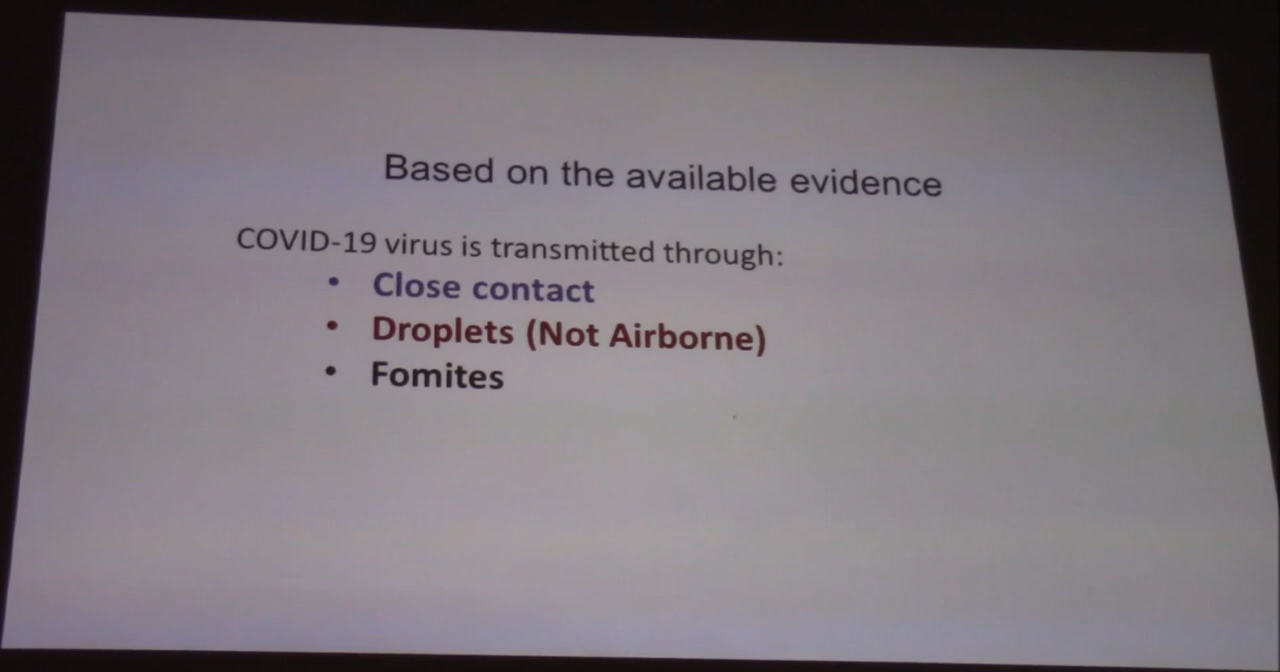 Based on the available evidence
COVID-19 virus is transmitted through:
• Close contact
• Droplets (Not Airborne)
• Fomites